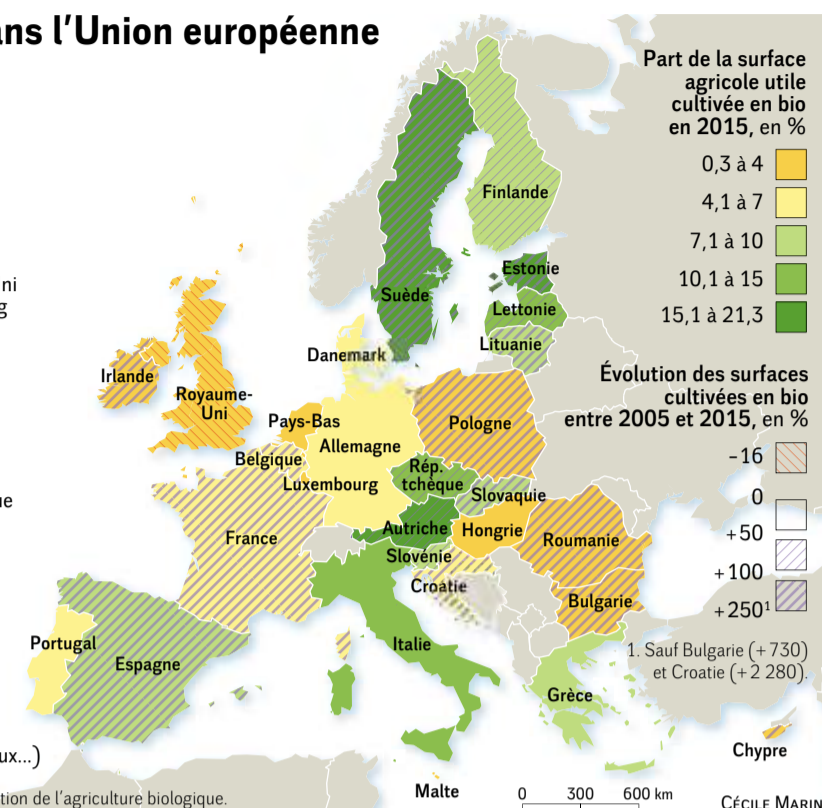 ans l'Union européenne
Part de la surface
agricole utile
cultivée en bio
en 2015, en %
0,3 à 4
4,1 à 7
7,1 à 10
10,1 à 15
15,1 à 21,3
Évolution des surfaces
cultivées en bio
entre 2005 et 2015, en %
–16
0
+50
+100
+250¹
1. Sauf Bulgarie (+730)
et Croatie (+2 280).
Finlande
Estonie
Suède
Lettonie
Lituanie
Danemark
Irlande
Royaume-
Uni
Pays-Bas
Pologne
Allemagne
Belgique
Rép.
tchèque
Luxembourg
Slovaquie
France
Autriche
Hongrie
Roumanie
Slovénie
Croatie
Bulgarie
Portugal
Espagne
Italie
Grèce
Chypre
Malte
ni
g
ue
ux...)
tion de l'agriculture biologique.
0 300 600 km
CÉCILE MARIN